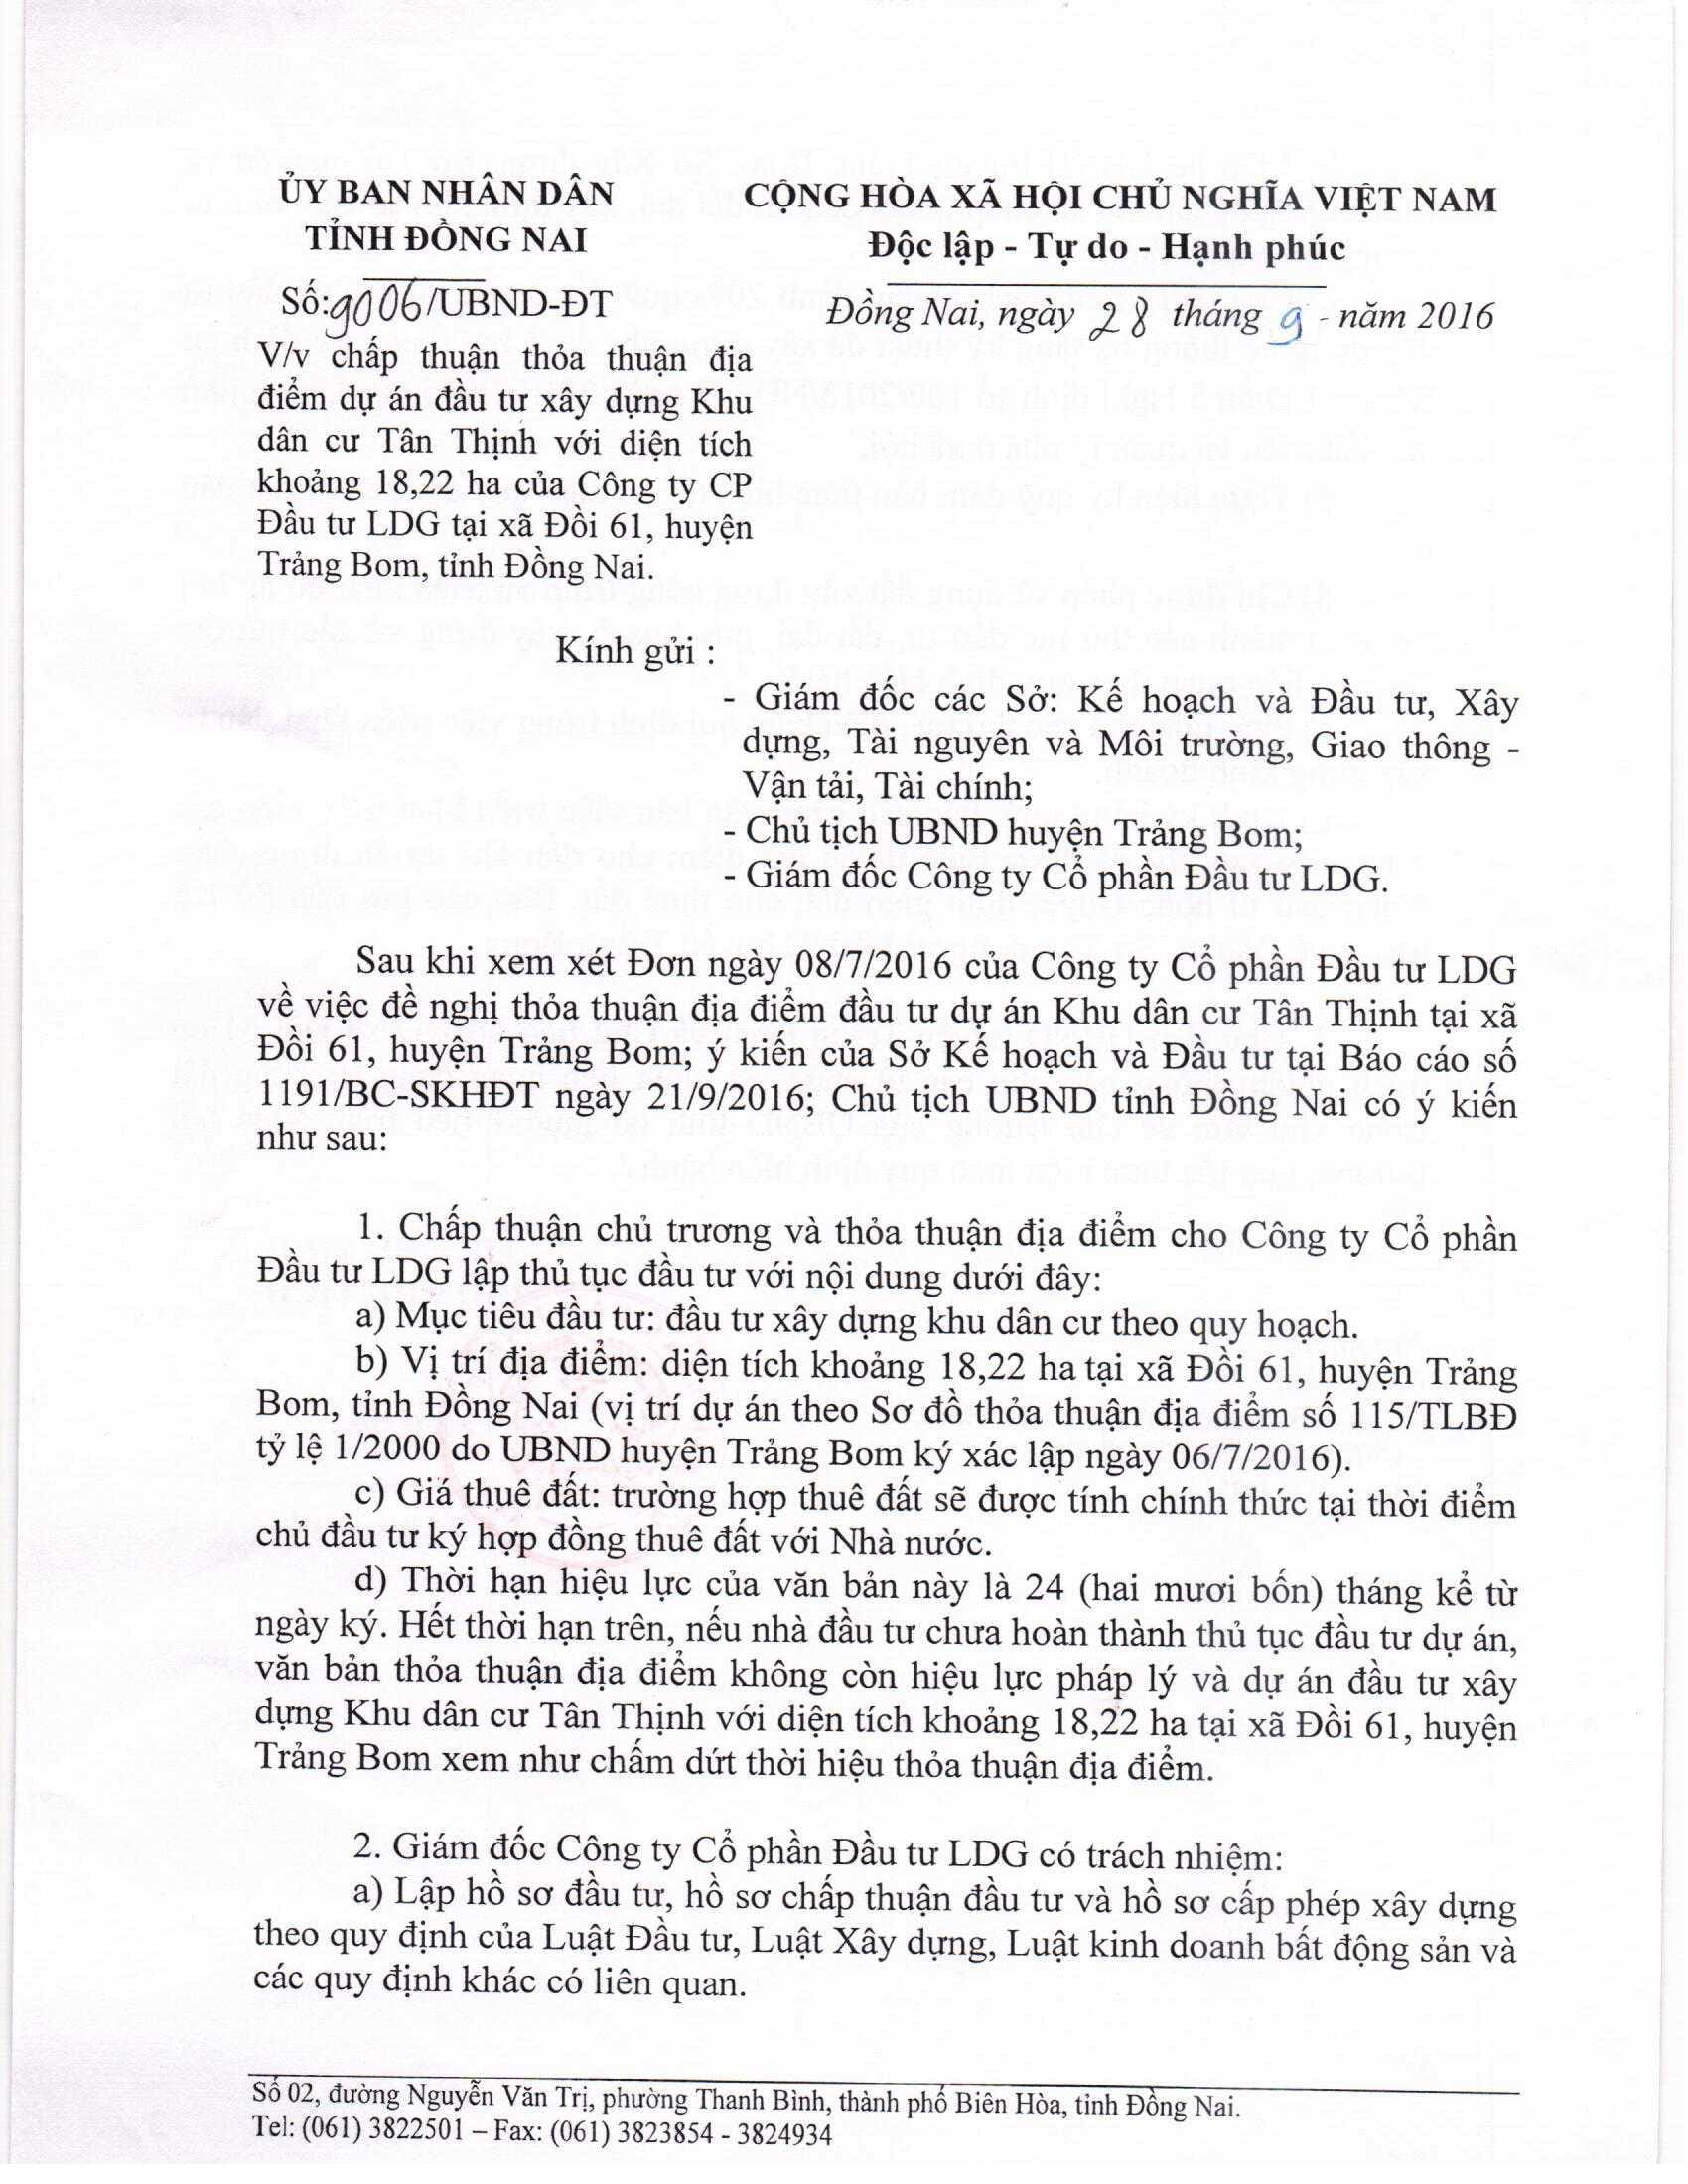 ỦY BAN NHÂN DÂN
TỈNH ĐỒNG NAI
CỘNG HÒA XÃ HỘI CHỦ NGHĨA VIỆT NAM
Độc lập - Tự do - Hạnh phúc
Số:9006/UBND-ĐT
Đồng Nai, ngày 28 tháng 9 - năm 2016
V/v chấp thuận thỏa thuận địa
điểm dự án đầu tư xây dựng Khu
dân cư Tân Thịnh với diện tích
khoảng 18,22 ha của Công ty CP
Đầu tư LDG tại xã Đồi 61, huyện
Trảng Bom, tỉnh Đồng Nai.
Kính gửi :
- Giám đốc các Sở: Kế hoạch và Đầu tư, Xây
dựng, Tài nguyên và Môi trường, Giao thông -
Vận tải, Tài chính;
- Chủ tịch UBND huyện Trảng Bom;
- Giám đốc Công ty Cổ phần Đầu tư LDG.
Sau khi xem xét Đơn ngày 08/7/2016 của Công ty Cổ phần Đầu tư LDG
về việc đề nghị thỏa thuận địa điểm đầu tư dự án Khu dân cư Tân Thịnh tại xã
Đồi 61, huyện Trảng Bom; ý kiến của Sở Kế hoạch và Đầu tư tại Báo cáo số
1191/BC-SKHĐT ngày 21/9/2016; Chủ tịch UBND tỉnh Đồng Nai có ý kiến
như sau:
1. Chấp thuận chủ trương và thỏa thuận địa điểm cho Công ty Cổ phần
Đầu tư LDG lập thủ tục đầu tư với nội dung dưới đây:
a) Mục tiêu đầu tư: đầu tư xây dựng khu dân cư theo quy hoạch.
b) Vị trí địa điểm: diện tích khoảng 18,22 ha tại xã Đồi 61, huyện Trảng
Bom, tỉnh Đồng Nai (vị trí dự án theo Sơ đồ thỏa thuận địa điểm số 115/TLBĐ
tỷ lệ 1/2000 do UBND huyện Trảng Bom ký xác lập ngày 06/7/2016).
c) Giá thuê đất: trường hợp thuê đất sẽ được tính chính thức tại thời điểm
chủ đầu tư ký hợp đồng thuê đất với Nhà nước.
d) Thời hạn hiệu lực của văn bản này là 24 (hai mươi bốn) tháng kể từ
ngày ký. Hết thời hạn trên, nếu nhà đầu tư chưa hoàn thành thủ tục đầu tư dự án,
văn bản thỏa thuận địa điểm không còn hiệu lực pháp lý và dự án đầu tư xây
dựng Khu dân cư Tân Thịnh với diện tích khoảng 18,22 ha tại xã Đồi 61, huyện
Trảng Bom xem như chấm dứt thời hiệu thỏa thuận địa điểm.
2. Giám đốc Công ty Cổ phần Đầu tư LDG có trách nhiệm:
a) Lập hồ sơ đầu tư, hồ sơ chấp thuận đầu tư và hồ sơ cấp phép xây dựng
theo quy định của Luật Đầu tư, Luật Xây dựng, Luật kinh doanh bất động sản và
các quy định khác có liên quan.
Số 02, đường Nguyễn Văn Trị, phường Thanh Bình, thành phố Biên Hòa, tỉnh Đồng Nai.
Tel: (061) 3822501 – Fax: (061) 3823854 - 3824934